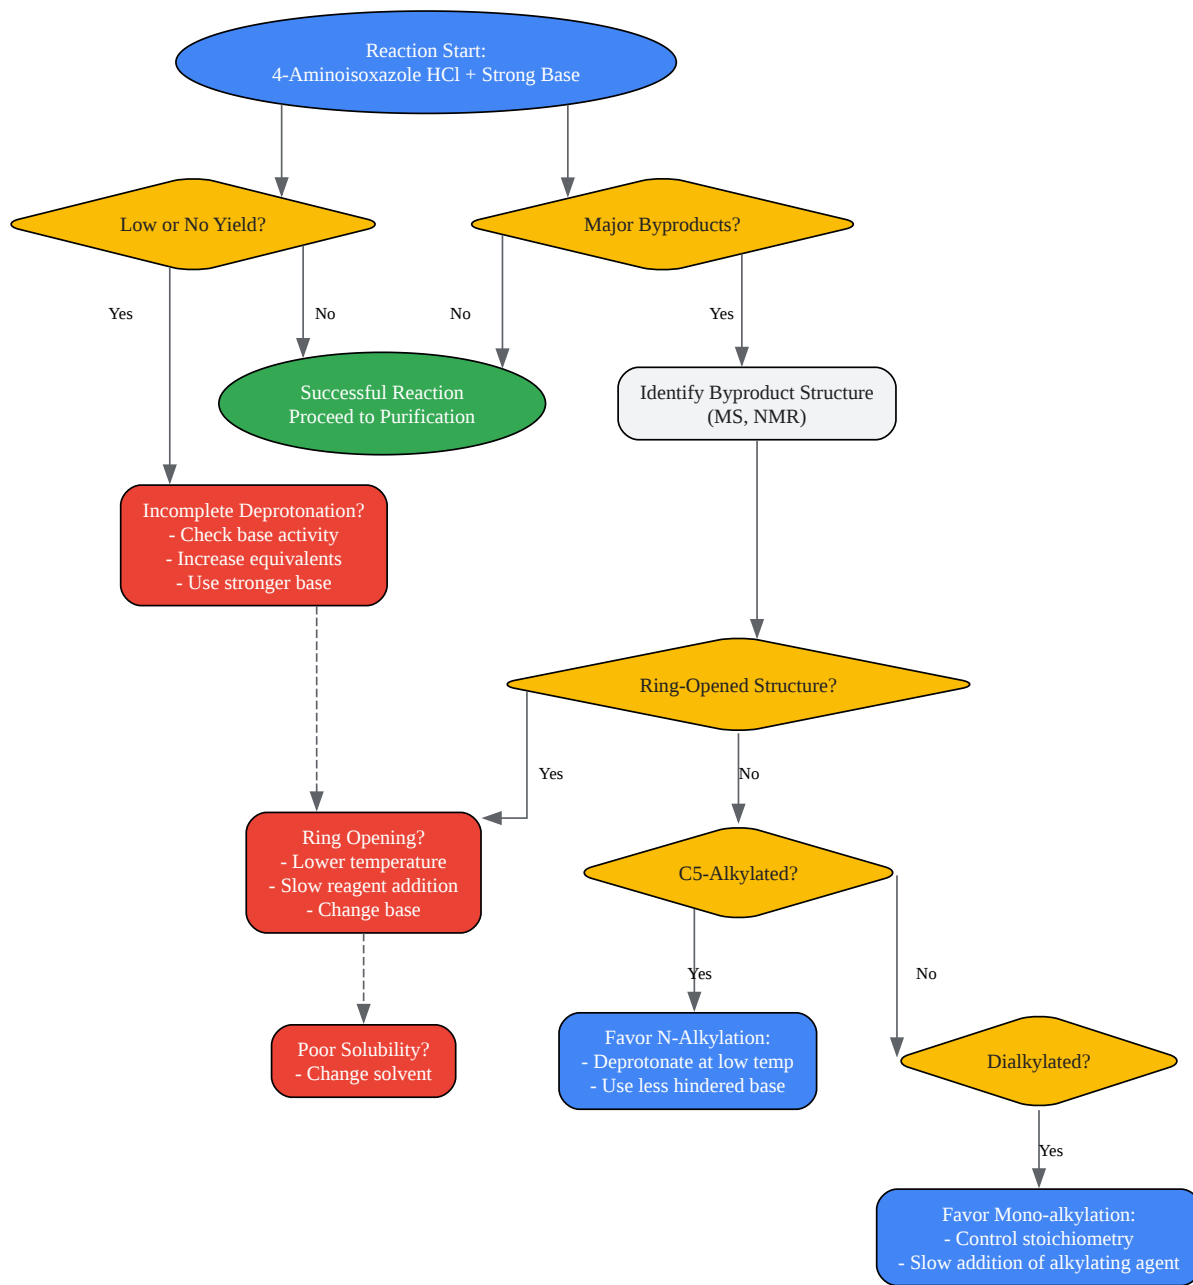 Reaction Start:
4-Aminoisoxazole HCl + Strong Base
Low or No Yield?
Major Byproducts?
Yes
No
No
Yes
Successful Reaction
Proceed to Purification
Identify Byproduct Structure
(MS, NMR)
Incomplete Deprotonation?
- Check base activity
- Increase equivalents
- Use stronger base
Ring-Opened Structure?
Yes
No
Ring Opening?
- Lower temperature
- Slow reagent addition
- Change base
C5-Alkylated?
Yes
No
Poor Solubility?
- Change solvent
Favor N-Alkylation:
- Deprotonate at low temp
- Use less hindered base
Dialkylated?
Yes
Favor Mono-alkylation:
- Control stoichiometry
- Slow addition of alkylating agent